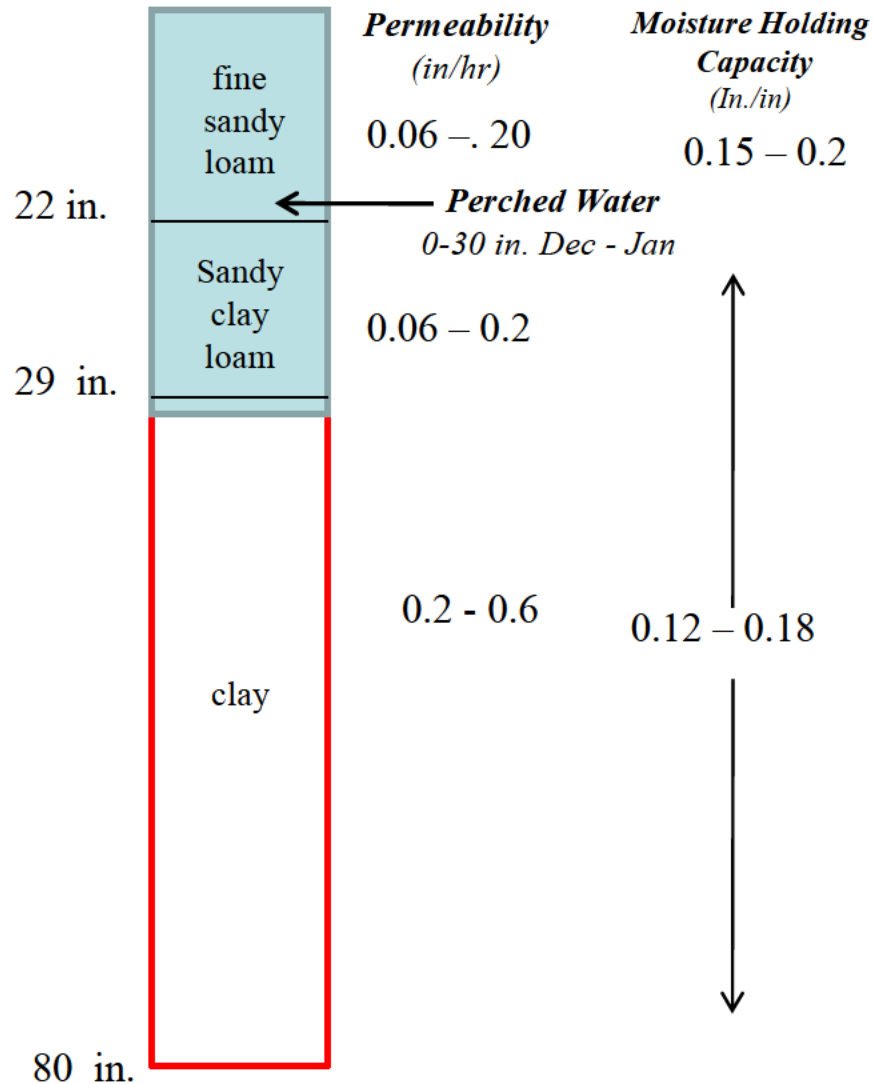 Permeability
(in/hr)
Moisture Holding
Capacity
(In./in)
fine
sandy
loam
0.06 –. 20
0.15 – 0.2
22 in.
Perched Water
0-30 in. Dec - Jan
Sandy
clay
loam
0.06 – 0.2
29 in.
0.2 - 0.6
0.12 – 0.18
clay
80 in.